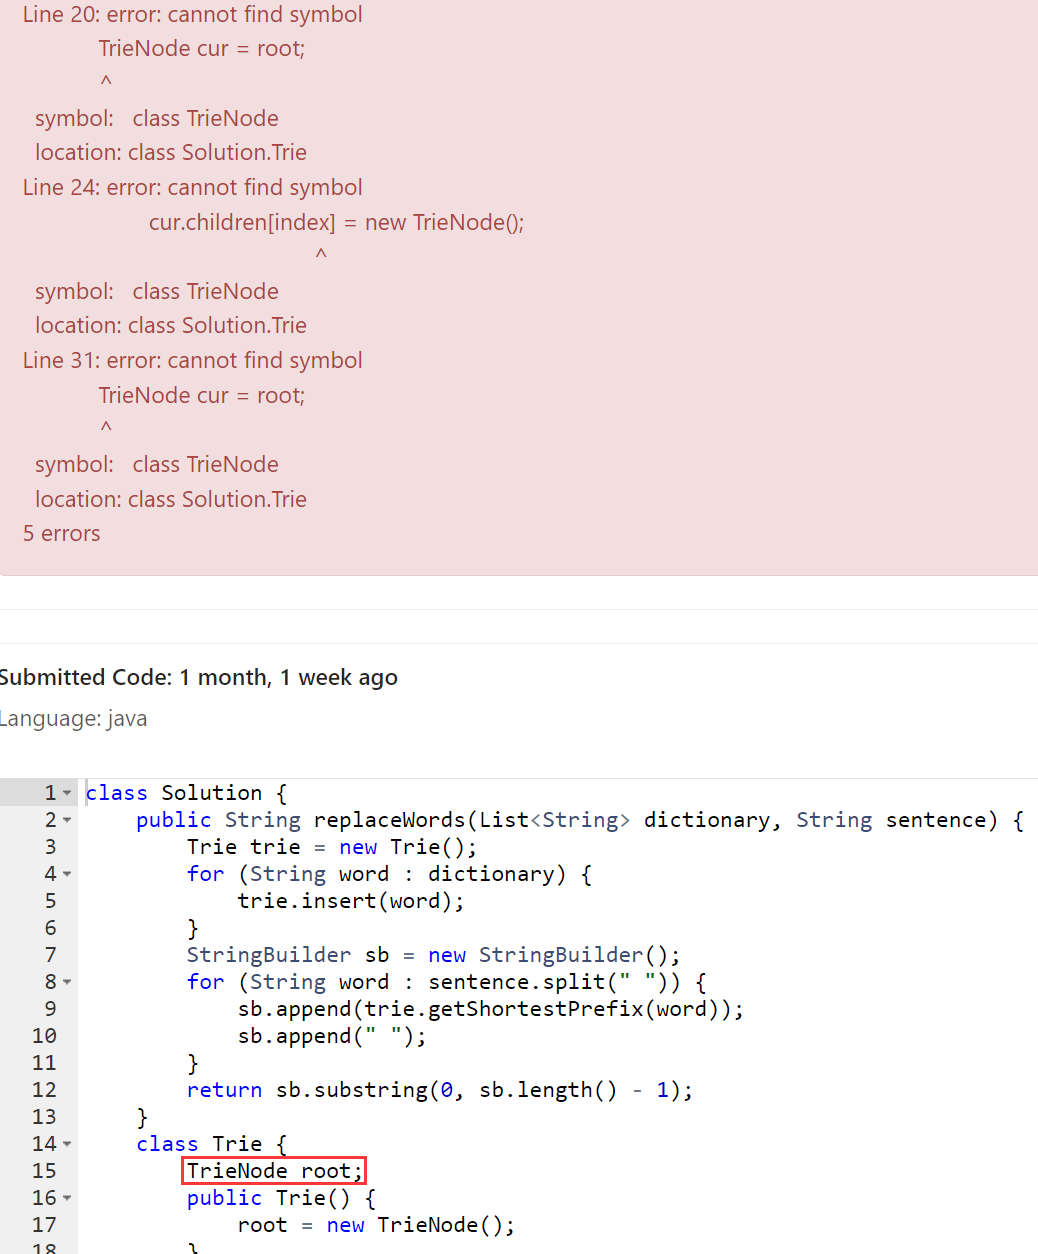 Line 20: error: cannot find symbol
TrieNode cur = root;
^
symbol: class TrieNode
location: class Solution.Trie
Line 24: error: cannot find symbol
cur.children[index] = new TrieNode();
^
symbol: class TrieNode
location: class Solution.Trie
Line 31: error: cannot find symbol
TrieNode cur = root;
^
symbol: class TrieNode
location: class Solution.Trie
5 errors
Submitted Code: 1 month, 1 week ago
Language: java
1 class Solution {
2 public String replaceWords(List<String> dictionary, String sentence) {
3 Trie trie = new Trie();
4 for (String word : dictionary) {
5 trie.insert(word);
6 }
7 StringBuilder sb = new StringBuilder();
8 for (String word : sentence.split(" ")) {
9 sb.append(trie.getShortestPrefix(word));
10 sb.append(" ");
11 }
12 return sb.substring(0, sb.length() - 1);
13 }
14 class Trie {
15 TrieNode root;
16 public Trie() {
17 root = new TrieNode();
18 }